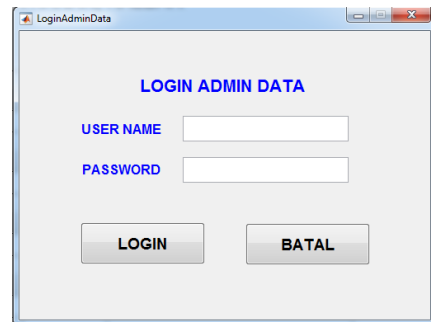 LoginAdminData
LOGIN ADMIN DATA
USER NAME
PASSWORD
LOGIN BATAL